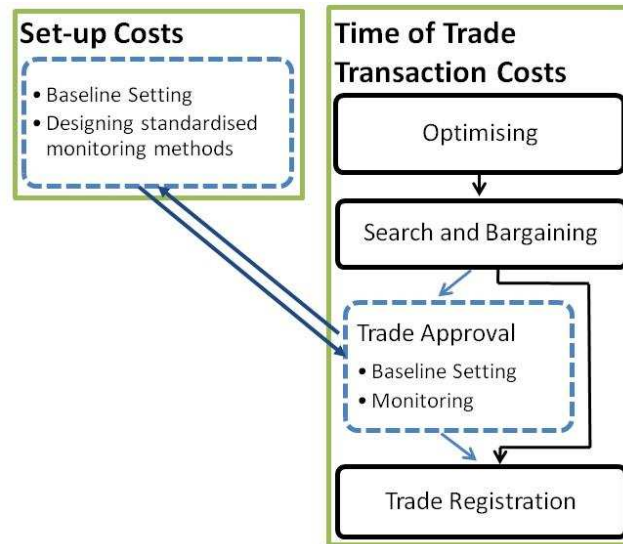 Set-up Costs
• Baseline Setting
• Designing standardised
monitoring methods
Time of Trade
Transaction Costs
Optimising
Search and Bargaining
Trade Approval
• Baseline Setting
• Monitoring
Trade Registration